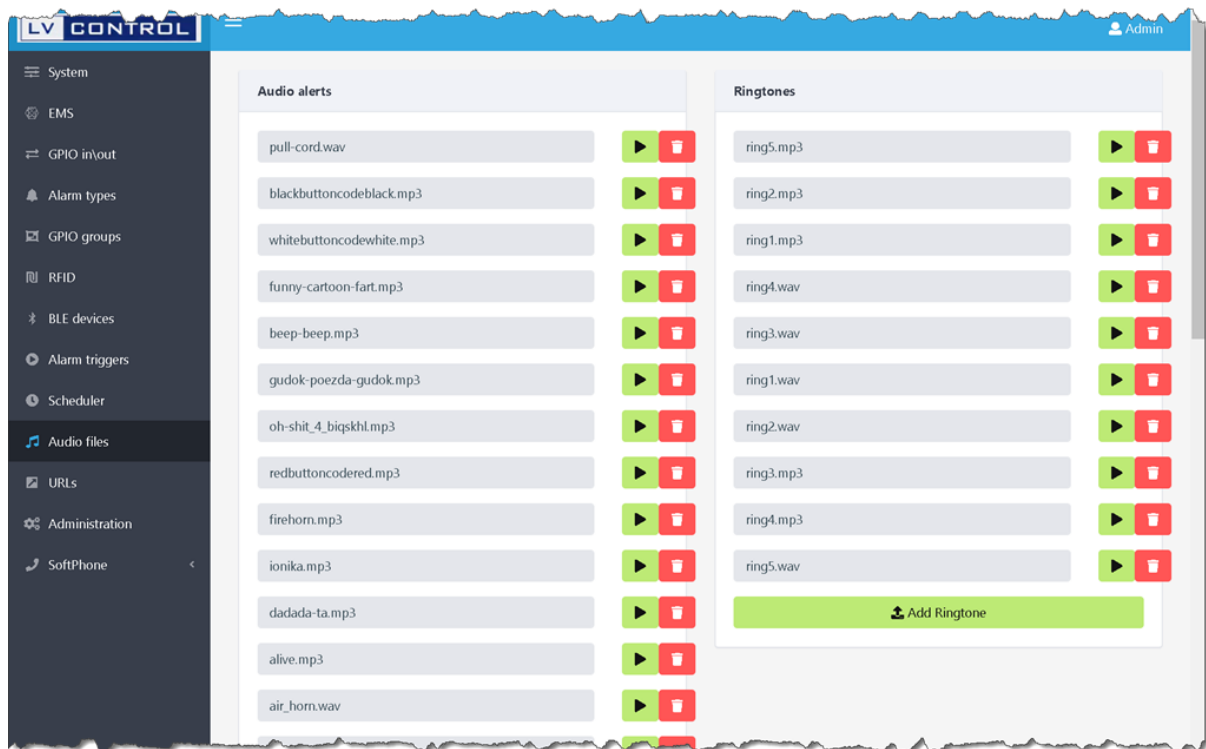 LV CONTROL
Admin
System
EMS
GPIO in\out
Alarm types
GPIO groups
RFID
BLE devices
Alarm triggers
Scheduler
Audio files
URLs
Administration
SoftPhone
Audio alerts
pull-cord.wav
blackbuttoncodeblack.mp3
whitebuttoncodewhite.mp3
funny-cartoon-fart.mp3
beep-beep.mp3
gudok-poezda-gudok.mp3
oh-shit_4_biqskhl.mp3
redbuttoncodered.mp3
firehorn.mp3
ionika.mp3
dadada-ta.mp3
alive.mp3
air_horn.wav
Ringtones
ring5.mp3
ring2.mp3
ring1.mp3
ring4.wav
ring3.wav
ring1.wav
ring2.wav
ring3.mp3
ring4.mp3
ring5.wav
Add Ringtone